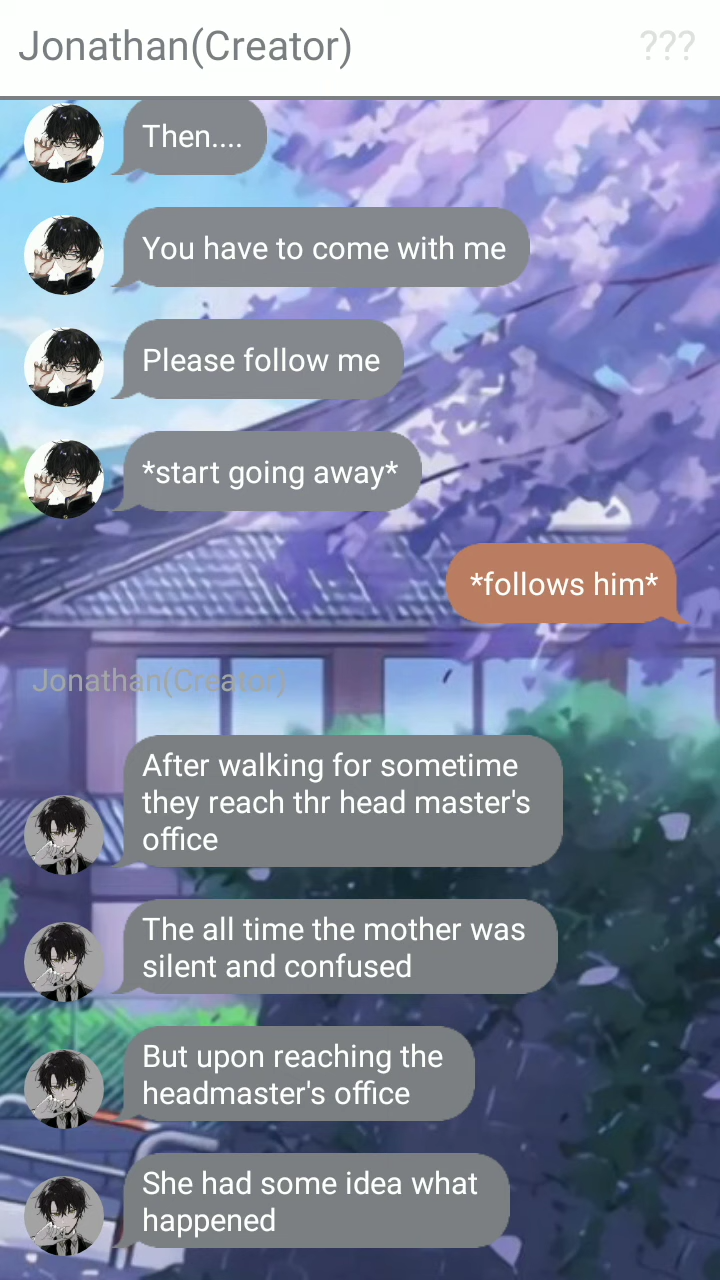 Jonathan(Creator)
???
Then....
You have to come with me
Please follow me
*start going away*
*follows him*
Jonathan(Creator)
After walking for sometime
they reach thr head master's
office
The all time the mother was
silent and confused
But upon reaching the
headmaster's office
She had some idea what
happened